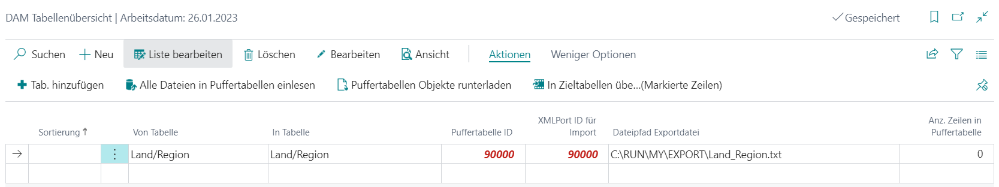 DAM Tabellenübersicht | Arbeitsdatum: 26.01.2023
Gespeichert
Suchen Neu Liste bearbeiten Löschen Bearbeiten Ansicht Aktionen Weniger Optionen
Tab. hinzufügen Alle Dateien in Puffertabellen einlesen Puffertabellen Objekte runterladen In Zieltabellen übe...(Markierte Zeilen)
Sortierung ↑ Von Tabelle In Tabelle Puffertabelle ID XMLPort ID für Import Dateipfad Exportdatei Anz. Zeilen in Puffertabelle
Land/Region Land/Region 90000 90000 C:\RUN\MY\EXPORT\Land_Region.txt 0